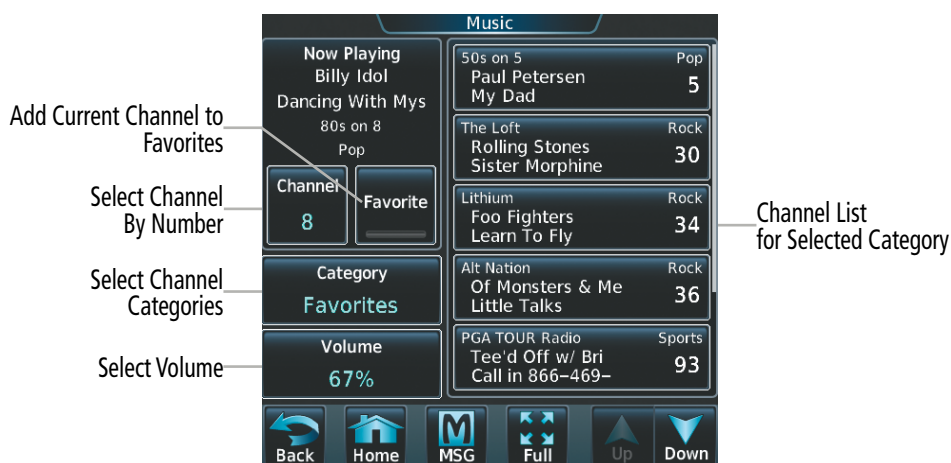 Music
Now Playing
Billy Idol
Dancing With Mys
80s on 8
Pop
Channel
8
Favorite
Category
Favorites
Volume
67%
50s on 5 Pop
Paul Petersen
My Dad
5
The Loft Rock
Rolling Stones
Sister Morphine
30
Lithium Rock
Foo Fighters
Learn To Fly
34
Alt Nation Rock
Of Monsters & Me
Little Talks
36
PGA TOUR Radio Sports
Tee'd Off w/ Bri
Call in 866-469-
93
Back
Home
MSG
Full
Up
Down
Add Current Channel to
Favorites
Select Channel
By Number
Select Channel
Categories
Select Volume
Channel List
for Selected Category